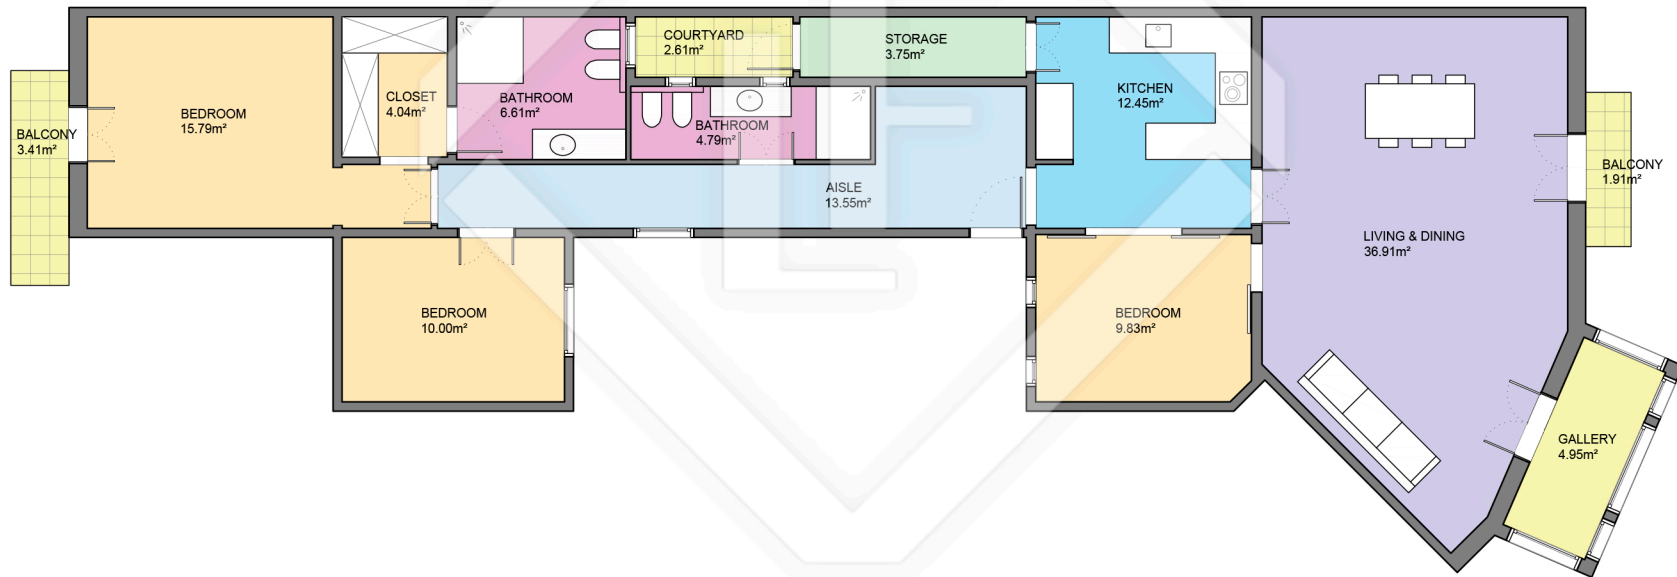 COURTYARD
2.61m²
STORAGE
3.75m²
KITCHEN
12.45m²
CLOSET
4.04m²
BATHROOM
6.61m²
BEDROOM
15.79m²
BATHROOM
4.79m²
BALCONY
3.41m²
BALCONY
1.91m²
AISLE
13.55m²
LIVING & DINING
36.91m²
BEDROOM
10.00m²
BEDROOM
9.83m²
GALLERY
4.95m²